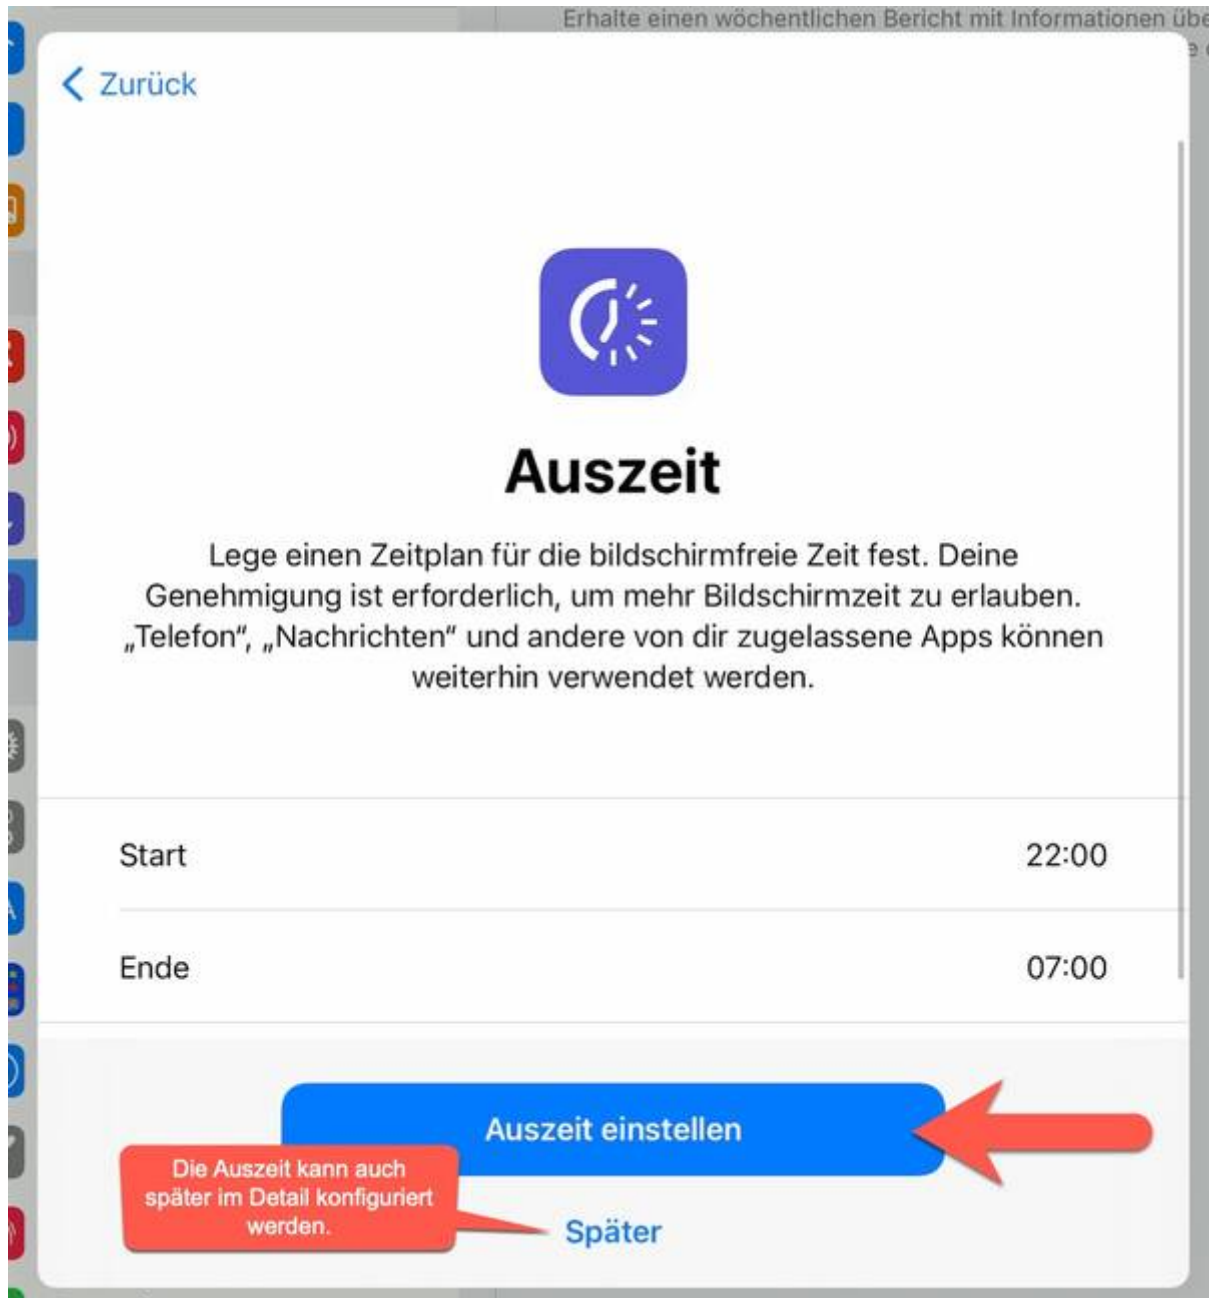 Erhalte einen wöchentlichen Bericht mit Informationen übe
Zurück
Auszeit
Lege einen Zeitplan für die bildschirmfreie Zeit fest. Deine
Genehmigung ist erforderlich, um mehr Bildschirmzeit zu erlauben.
„Telefon“, „Nachrichten“ und andere von dir zugelassene Apps können
weiterhin verwendet werden.
Start 22:00
Ende 07:00
Auszeit einstellen
Die Auszeit kann auch
später im Detail konfiguriert
werden.
Später